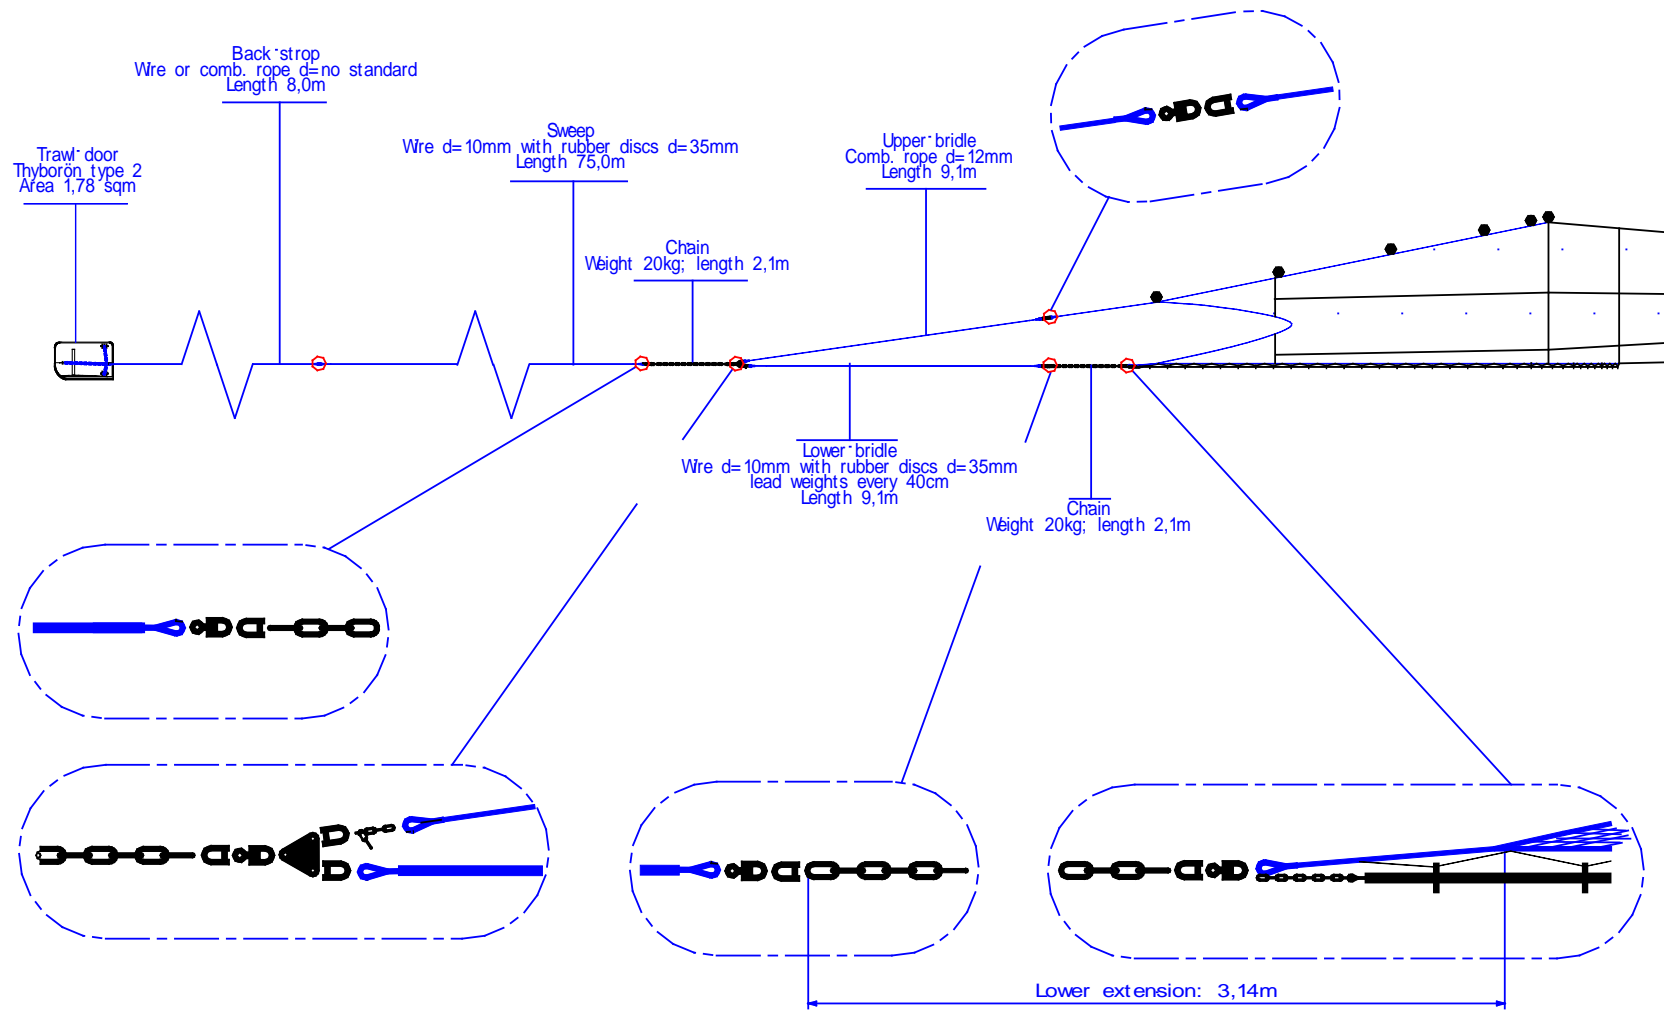 Back strop
Wire or comb. rope d=no standard
Length 8,0m
Trawl door
Thyborön type 2
Area 1,78 sqm
Sweep
Wire d=10mm with rubber discs d=35mm
Length 75,0m
Upper bridle
Comb. rope d=12mm
Length 9,1m
Chain
Weight 20kg; length 2,1m
Lower bridle
Wire d=10mm with rubber discs d=35mm
lead weights every 40cm
Length 9,1m
Chain
Weight 20kg; length 2,1m
Lower extension: 3,14m